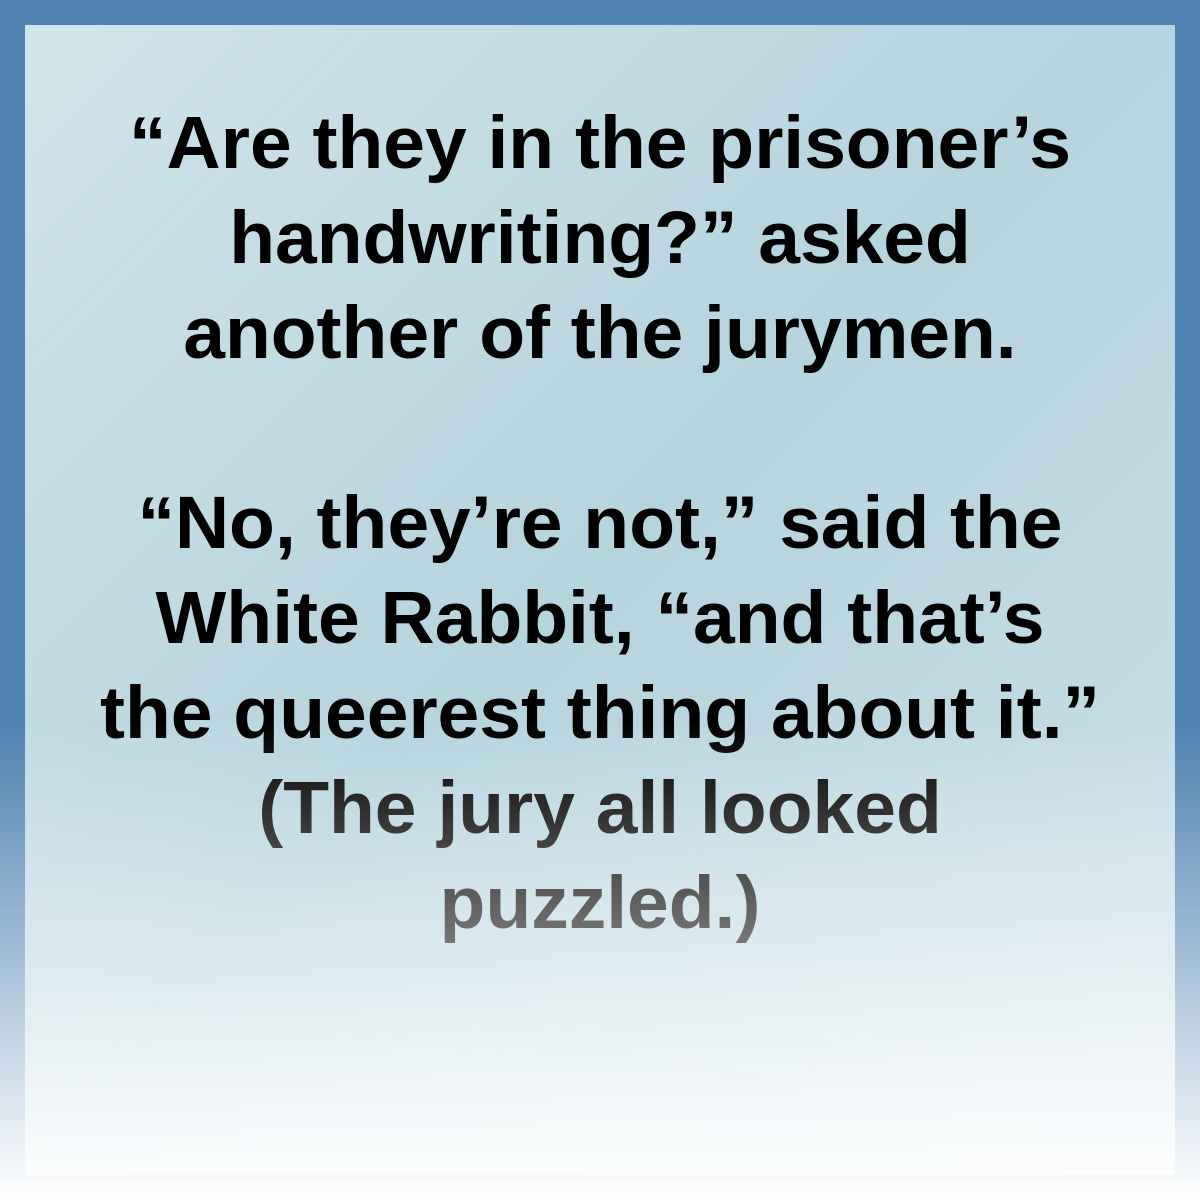 “Are they in the prisoner’s
handwriting?” asked
another of the jurymen.
“No, they’re not,” said the
White Rabbit, “and that’s
the queerest thing about it.”
(The jury all looked
puzzled.)